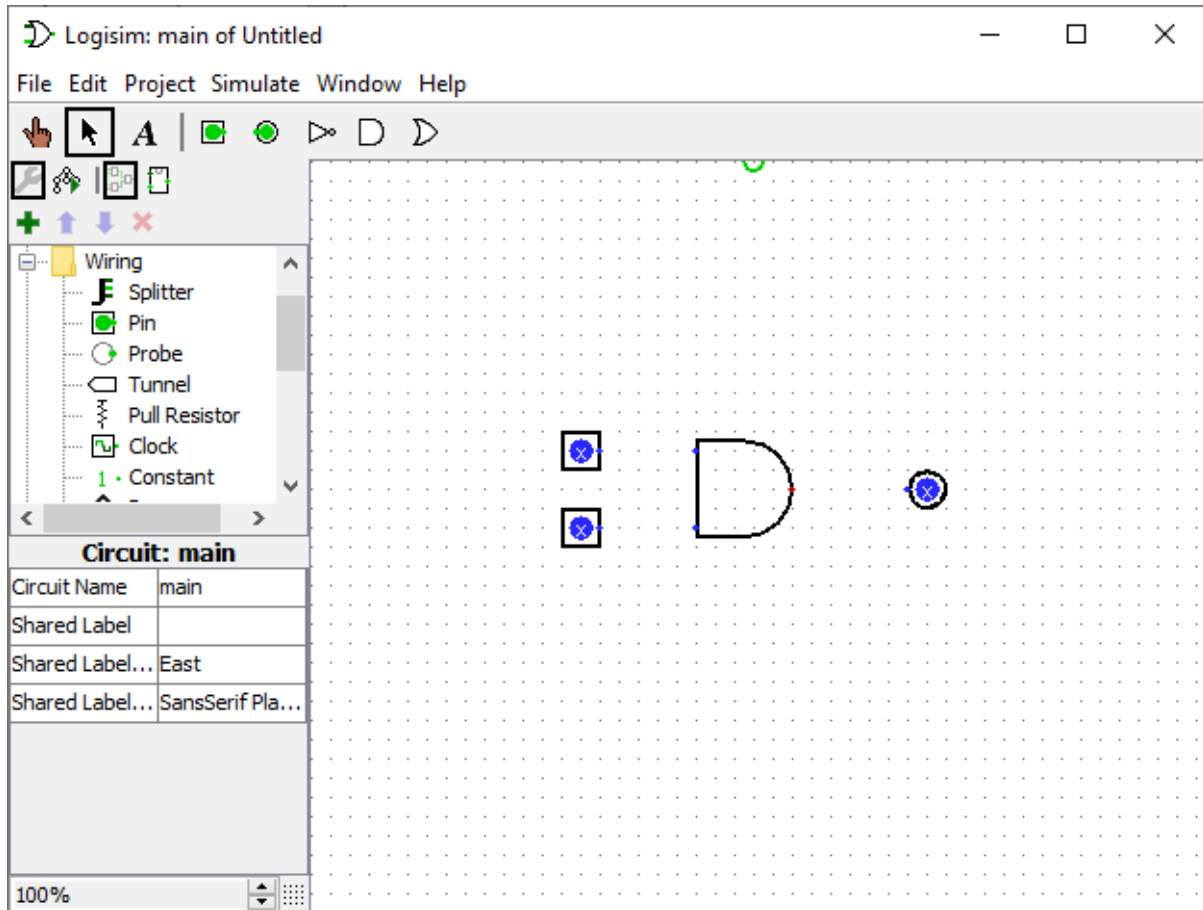 Logisim: main of Untitled
File Edit Project Simulate Window Help
A
Wiring
Splitter
Pin
Probe
Tunnel
Pull Resistor
Clock
1 Constant
Circuit: main
Circuit Name main
Shared Label
Shared Label... East
Shared Label... SansSerif Pla...
x
x
x
100%